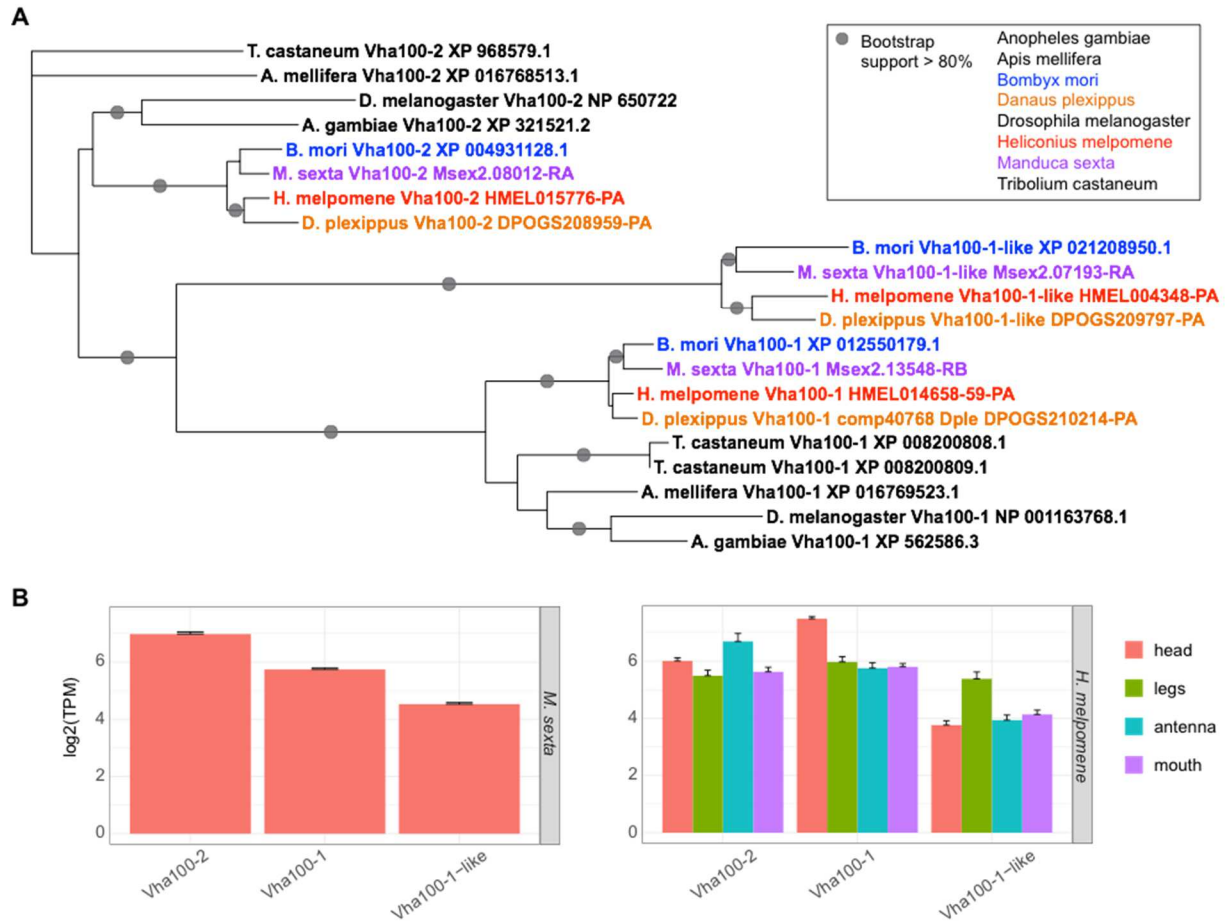 A
T. castaneum Vha100-2 XP 968579.1
A. mellifera Vha100-2 XP 016768513.1
D. melanogaster Vha100-2 NP 650722
A. gambiae Vha100-2 XP 321521.2
B. mori Vha100-2 XP 004931128.1
M. sexta Vha100-2 Msex2.08012-RA
H. melpomene Vha100-2 HMEL015776-PA
D. plexippus Vha100-2 DPOGS208959-PA
B. mori Vha100-1-like XP 021208950.1
M. sexta Vha100-1-like Msex2.07193-RA
H. melpomene Vha100-1-like HMEL004348-PA
D. plexippus Vha100-1-like DPOGS209797-PA
B. mori Vha100-1 XP 012550179.1
M. sexta Vha100-1 Msex2.13548-RB
H. melpomene Vha100-1 HMEL014658-59-PA
D. plexippus Vha100-1 comp40768 Dple DPOGS210214-PA
T. castaneum Vha100-1 XP 008200808.1
T. castaneum Vha100-1 XP 008200809.1
A. mellifera Vha100-1 XP 016769523.1
D. melanogaster Vha100-1 NP 001163768.1
A. gambiae Vha100-1 XP 562586.3
Bootstrap
support > 80%
Anopheles gambiae
Apis mellifera
Bombyx mori
Danaus plexippus
Drosophila melanogaster
Heliconius melpomene
Manduca sexta
Tribolium castaneum
B
log2(TPM)
6
4
2
0
Vha100-2
Vha100-1
Vha100-1-like
M. sexta
6
4
2
0
Vha100-2
Vha100-1
Vha100-1-like
H. melpomene
head
legs
antenna
mouth